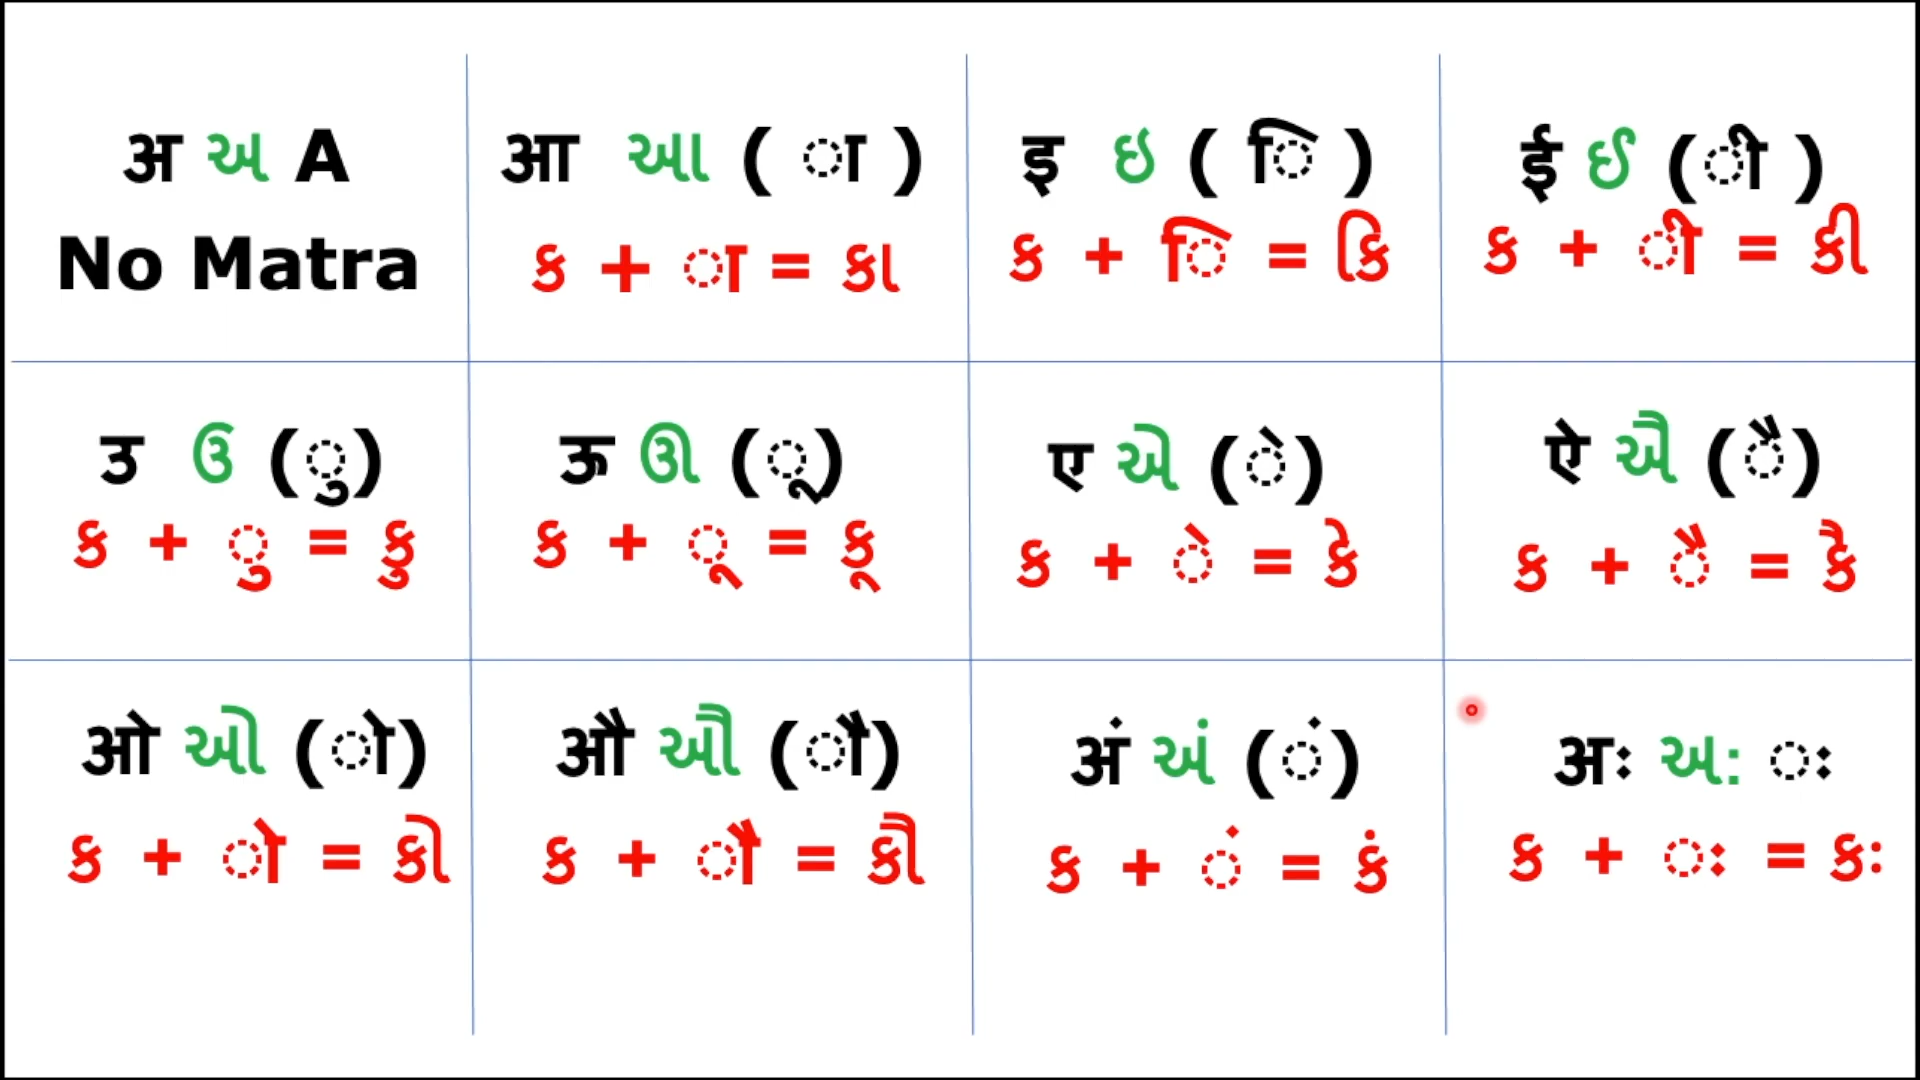 अ અ A
No Matra
आ આ ( ा )
ક + ा = કા
इ ઇ ( ि )
ક + ि = કિ
ई ઈ (ी )
ક + ी = કી
उ ઉ (ु)
ક + ु = કુ
ऊ ઊ (ू)
ક + ू = કૂ
ए એ (े)
ક + े = કે
ऐ ઐ (ै)
ક + ै = કૈ
ओ ઓ (ो)
ક + ो = કો
औ ઔ (ौ)
ક + ौ = કૌ
अं અં (ं)
ક + ं = કં
अः અ: ः
ક + ः = કઃ